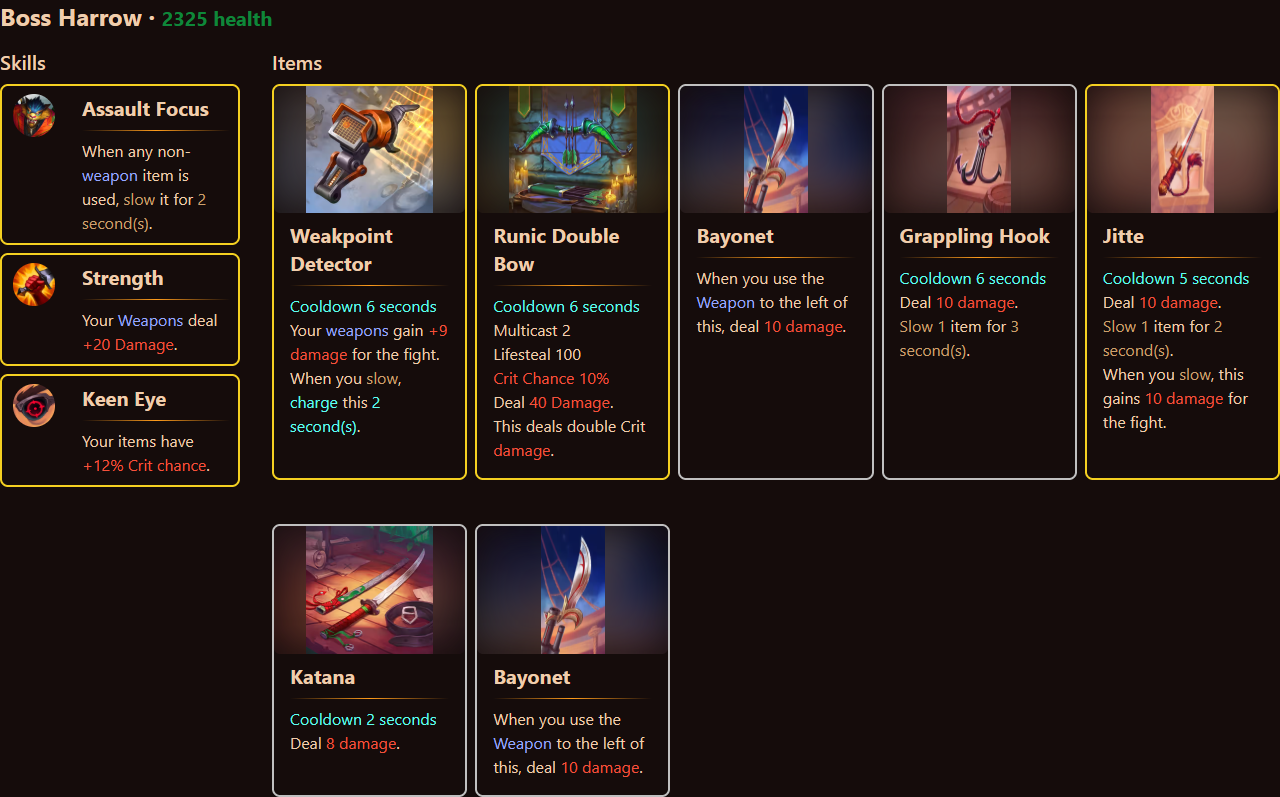 Boss Harrow · 2325 health
Skills
Assault Focus
When any non-
weapon item is
used, slow it for 2
second(s).
Strength
Your Weapons deal
+20 Damage.
Keen Eye
Your items have
+12% Crit chance.
Items
Weakpoint
Detector
Cooldown 6 seconds
Your weapons gain +9
damage for the fight.
When you slow,
charge this 2
second(s).
Runic Double
Bow
Cooldown 6 seconds
Multicast 2
Lifesteal 100
Crit Chance 10%
Deal 40 Damage.
This deals double Crit
damage.
Bayonet
When you use the
Weapon to the left of
this, deal 10 damage.
Grappling Hook
Cooldown 6 seconds
Deal 10 damage.
Slow 1 item for 3
second(s).
Jitte
Cooldown 5 seconds
Deal 10 damage.
Slow 1 item for 2
second(s).
When you slow, this
gains 10 damage for
the fight.
Katana
Cooldown 2 seconds
Deal 8 damage.
Bayonet
When you use the
Weapon to the left of
this, deal 10 damage.